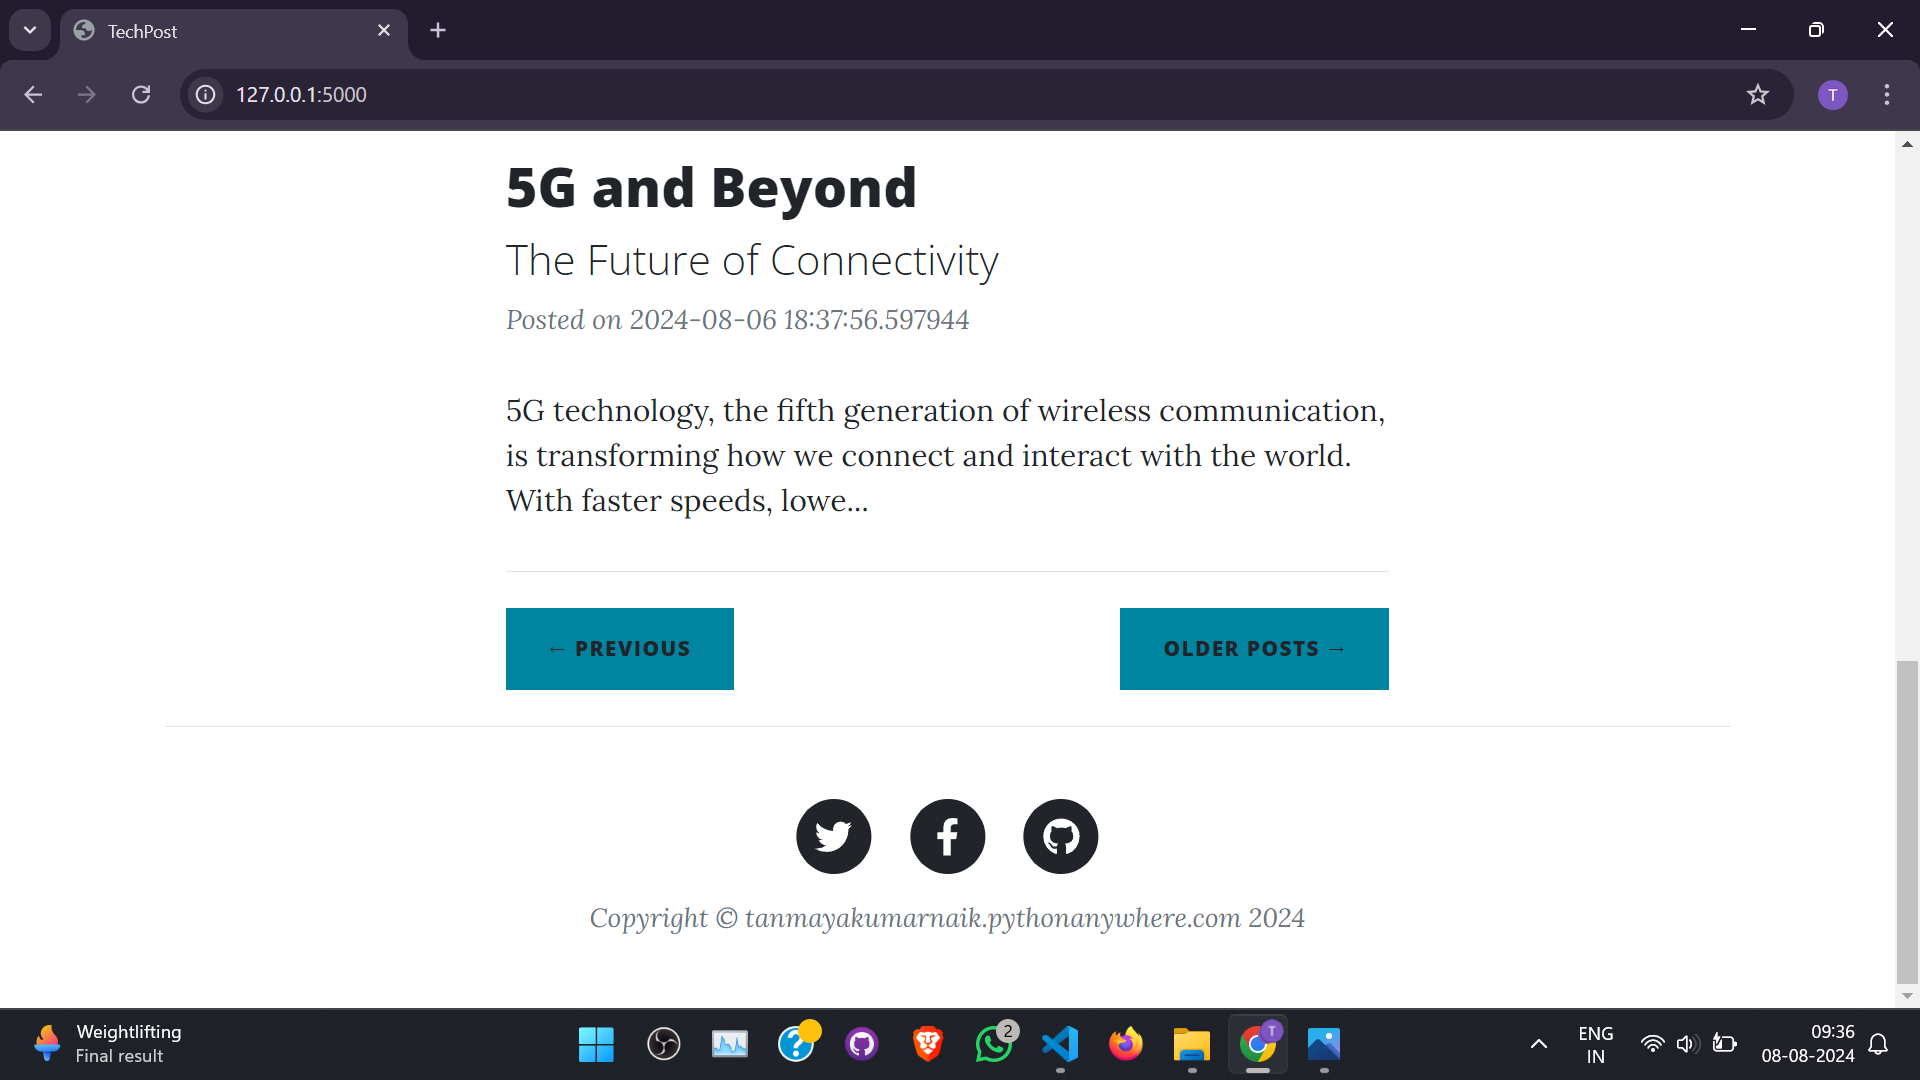 TechPost
127.0.0.1:5000
T
5G and Beyond
The Future of Connectivity
Posted on 2024-08-06 18:37:56.597944
5G technology, the fifth generation of wireless communication,
is transforming how we connect and interact with the world.
With faster speeds, lowe...
← PREVIOUS
OLDER POSTS →
Copyright © tanmayakumarnaik.pythonanywhere.com 2024
Weightlifting
Final result
2
T
ENG
IN
09:36
08-08-2024